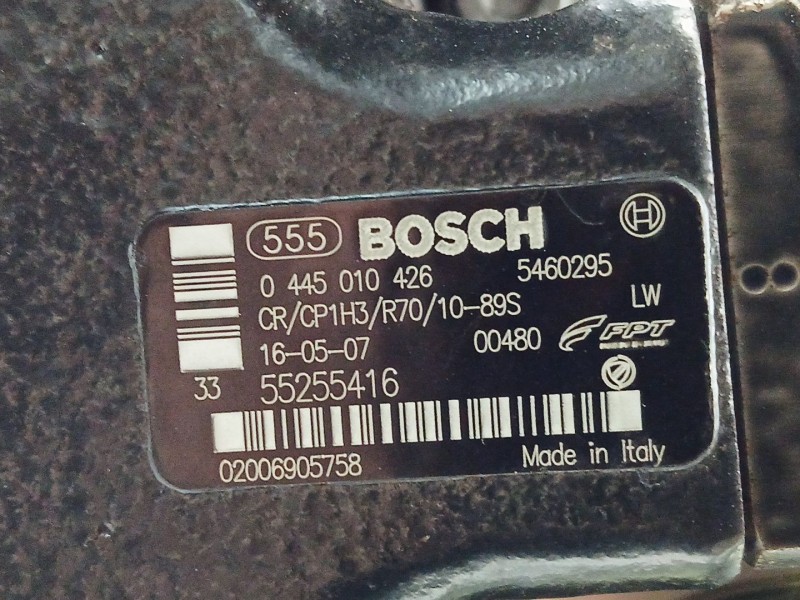 555 BOSCH
0 445 010 426 5460295
CR/CP1H3/R70/10-89S LW
16-05-07 00480 FPT
33 55255416
02006905758 Made in Italy